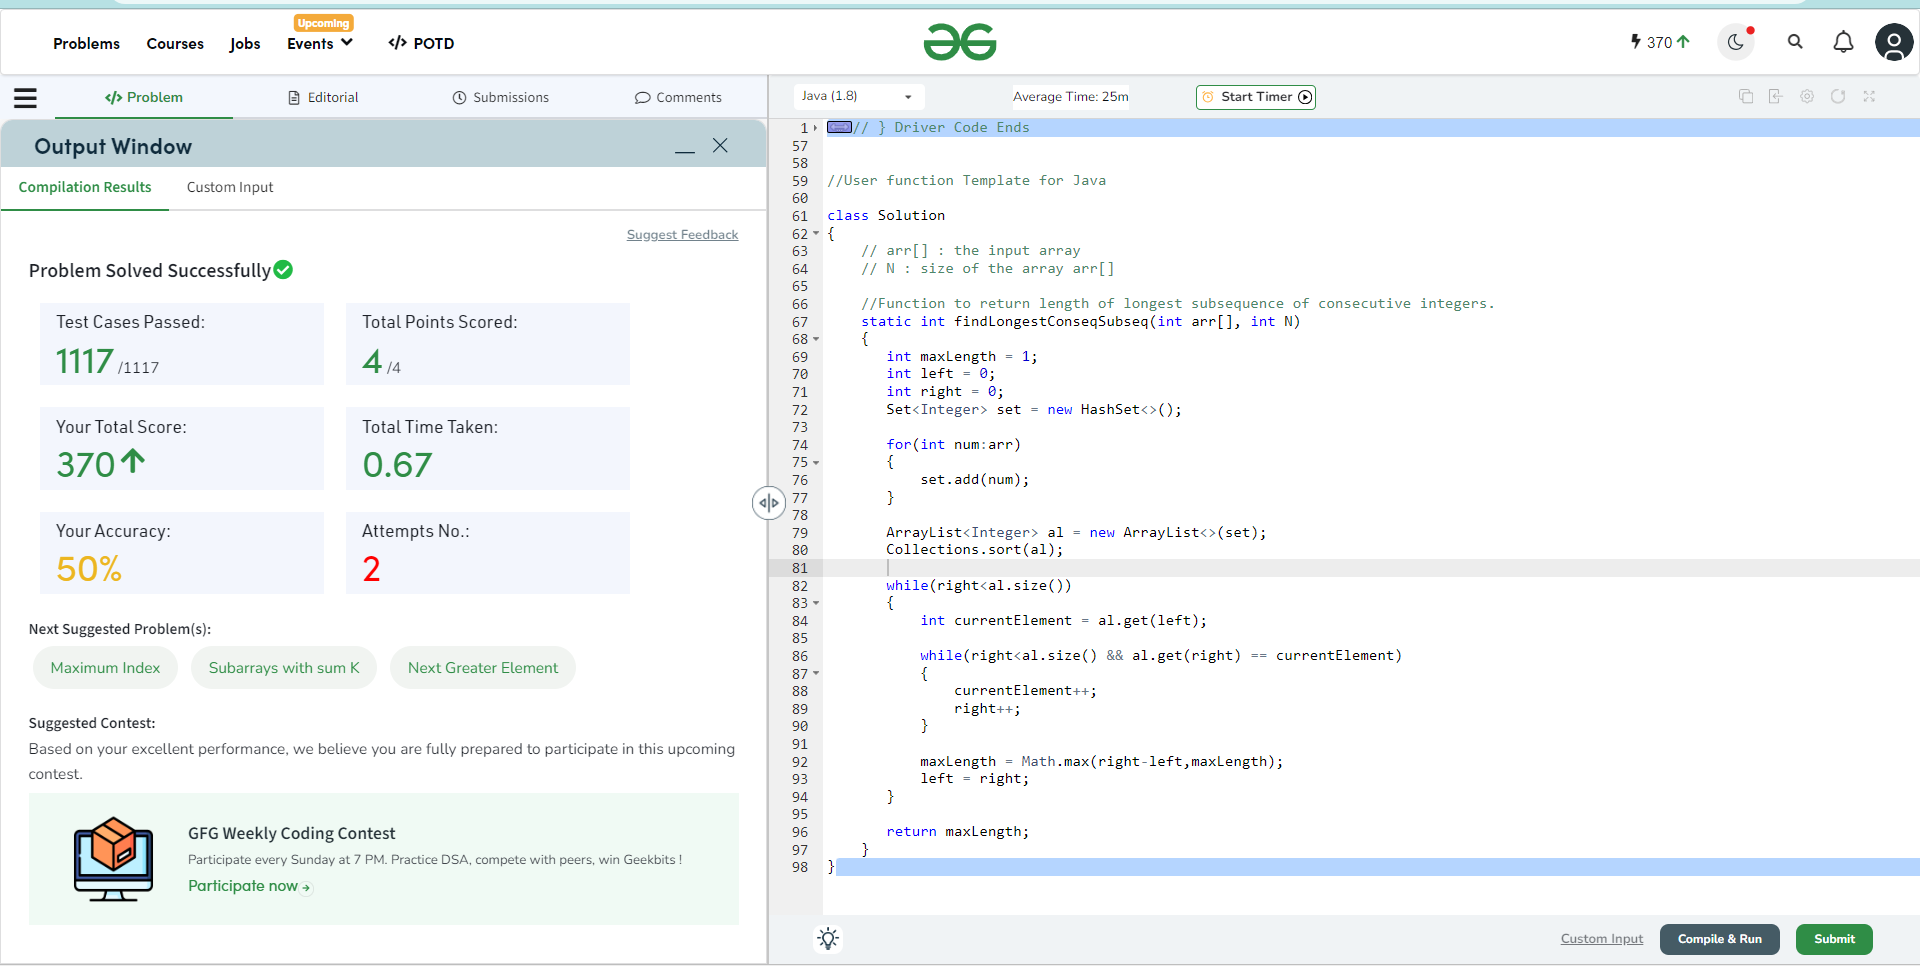 Upcoming
Problems Courses Jobs Events </> POTD
370
</> Problem Editorial Submissions Comments
Java (1.8) Average Time: 25m Start Timer
Output Window
Compilation Results Custom Input
Suggest Feedback
Problem Solved Successfully
Test Cases Passed: Total Points Scored:
1117 /1117 4 /4
Your Total Score: Total Time Taken:
370 0.67
Your Accuracy: Attempts No.:
50% 2
Next Suggested Problem(s):
Maximum Index Subarrays with sum K Next Greater Element
Suggested Contest:
Based on your excellent performance, we believe you are fully prepared to participate in this upcoming
contest.
GFG Weekly Coding Contest
Participate every Sunday at 7 PM. Practice DSA, compete with peers, win Geekbits !
Participate now
1 // } Driver Code Ends
57
58
59 //User function Template for Java
60
61 class Solution
62 {
63     // arr[] : the input array
64     // N : size of the array arr[]
65
66     //Function to return length of longest subsequence of consecutive integers.
67     static int findLongestConseqSubseq(int arr[], int N)
68     {
69        int maxLength = 1;
70        int left = 0;
71        int right = 0;
72        Set<Integer> set = new HashSet<>();
73
74        for(int num:arr)
75        {
76            set.add(num);
77        }
78
79        ArrayList<Integer> al = new ArrayList<>(set);
80        Collections.sort(al);
81
82        while(right<al.size())
83        {
84            int currentElement = al.get(left);
85
86            while(right<al.size() && al.get(right) == currentElement)
87            {
88                currentElement++;
89                right++;
90            }
91
92            maxLength = Math.max(right-left,maxLength);
93            left = right;
94        }
95
96        return maxLength;
97     }
98 }
Custom Input Compile & Run Submit